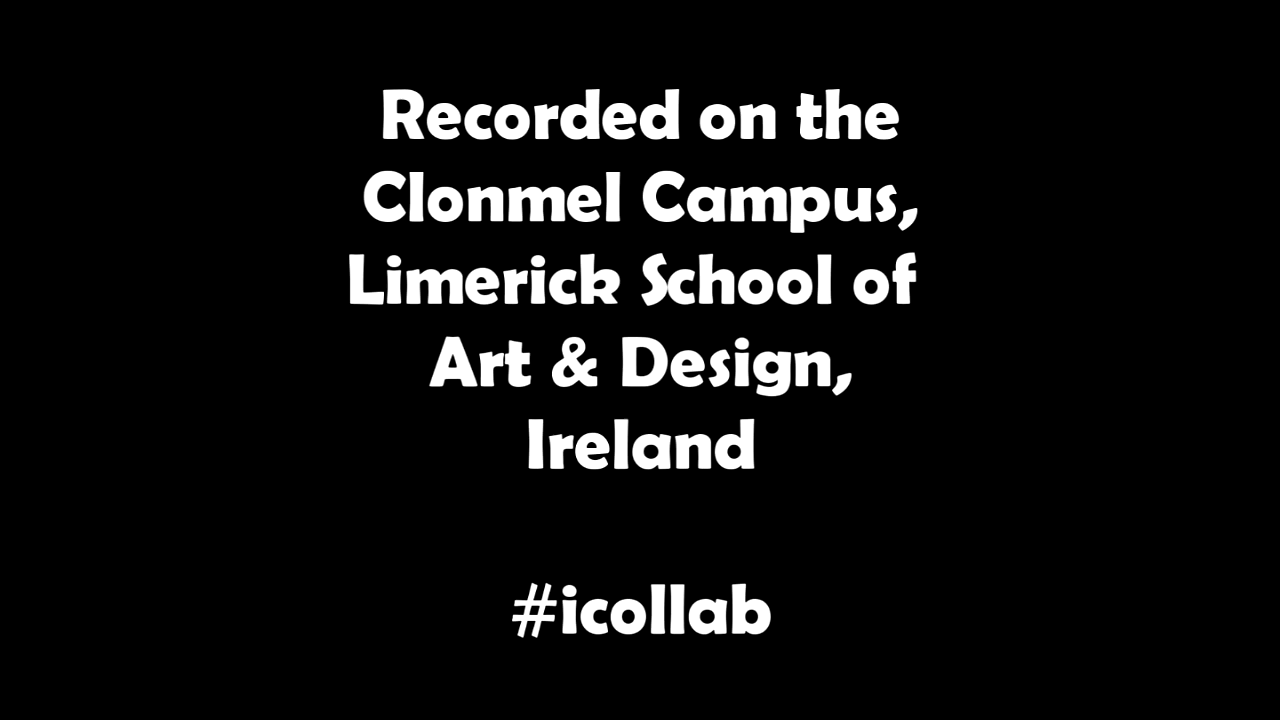 Recorded on the
Clonmel Campus,
Limerick School of
Art & Design,
Ireland
#icollab